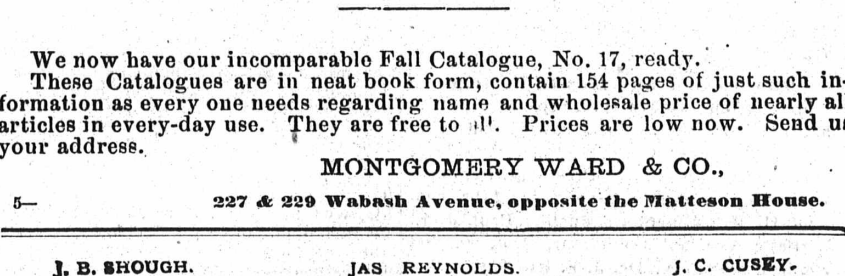 We now have our incomparable Fall Catalogue, No. 17, ready.
These Catalogues are in neat book form, contain 154 pages of just such in-
formation as every one needs regarding name and wholesale price of nearly al
articles in every-day use. They are free to all. Prices are low now. Send us
your address.
MONTGOMERY WARD & CO.,
5— 227 & 229 Wabash Avenue, opposite the Matteson House.
J. B. SHOUGH. JAS REYNOLDS. J. C. CUSEY.